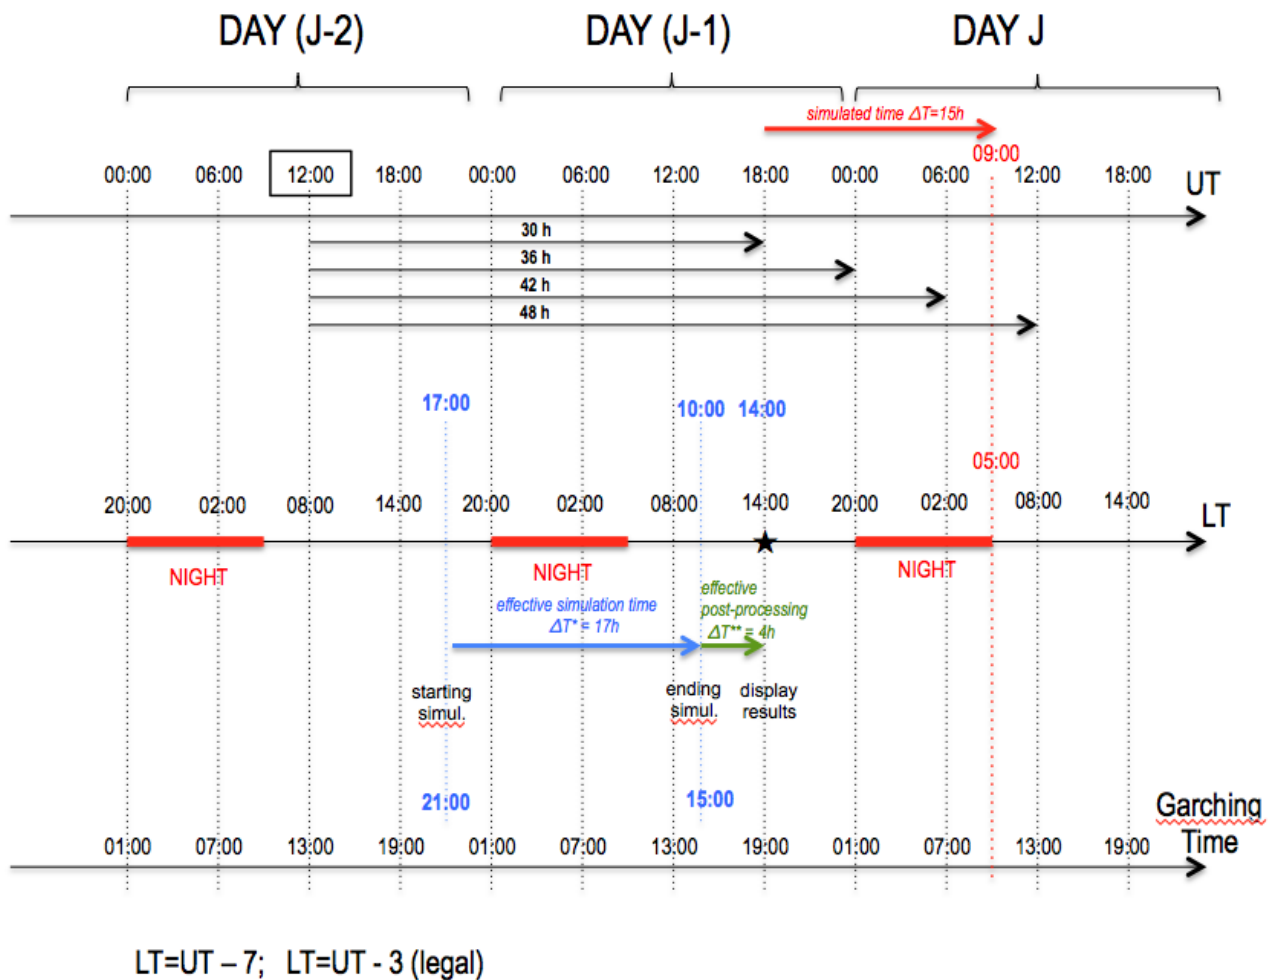 DAY (J-2) DAY (J-1) DAY J
simulated time ΔT=15h
09:00
00:00 06:00 12:00 18:00 00:00 06:00 12:00 18:00 00:00 06:00 12:00 18:00 UT
30 h
36 h
42 h
48 h
17:00 10:00 14:00
05:00
20:00 02:00 08:00 14:00 20:00 02:00 08:00 14:00 20:00 02:00 08:00 14:00 LT
NIGHT NIGHT NIGHT
effective simulation time
ΔT* = 17h
effective
post-processing
ΔT** = 4h
starting
simul.
ending
simul.
display
results
21:00 15:00
Garching
Time
01:00 07:00 13:00 19:00 01:00 07:00 13:00 19:00 01:00 07:00 13:00 19:00
LT=UT – 7; LT=UT - 3 (legal)